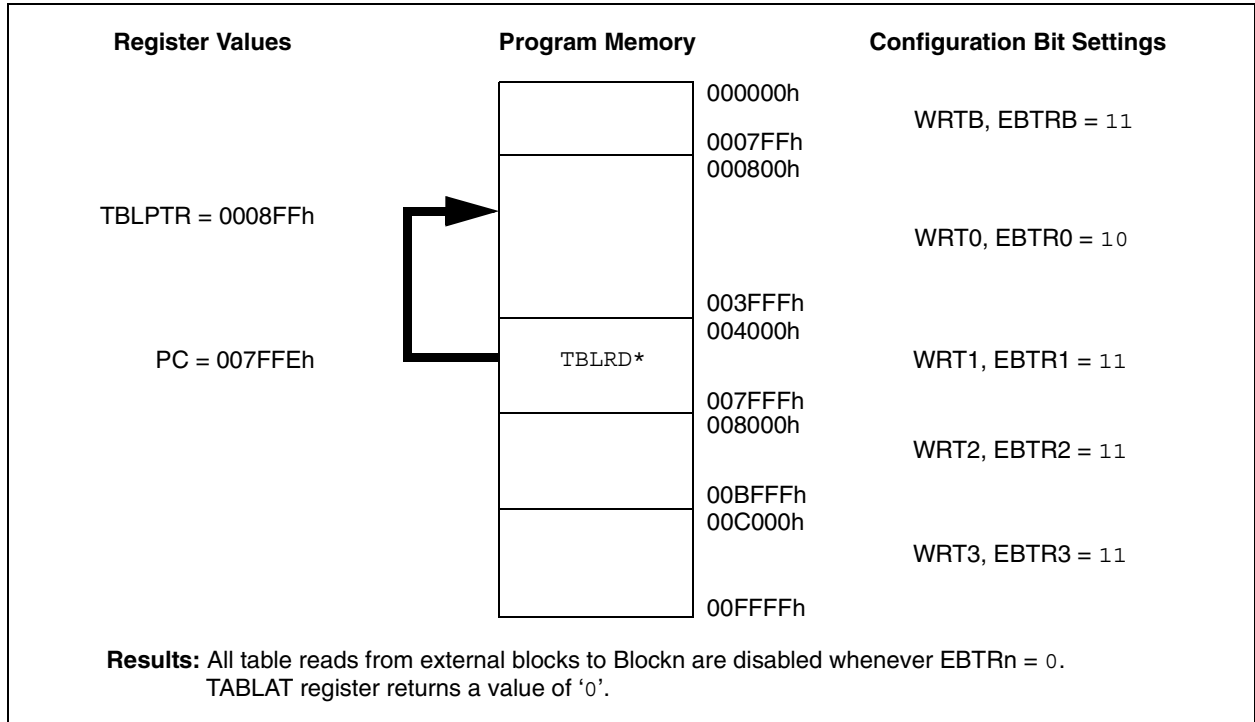 Register Values Program Memory Configuration Bit Settings
000000h
WRTB, EBTRB = 11
0007FFh
000800h
TBLPTR = 0008FFh
WRT0, EBTR0 = 10
003FFFh
004000h
PC = 007FFEh TBLRD* WRT1, EBTR1 = 11
007FFFh
008000h
WRT2, EBTR2 = 11
00BFFFh
00C000h
WRT3, EBTR3 = 11
00FFFFh
Results: All table reads from external blocks to Blockn are disabled whenever EBTRn = 0.
TABLAT register returns a value of ‘0’.